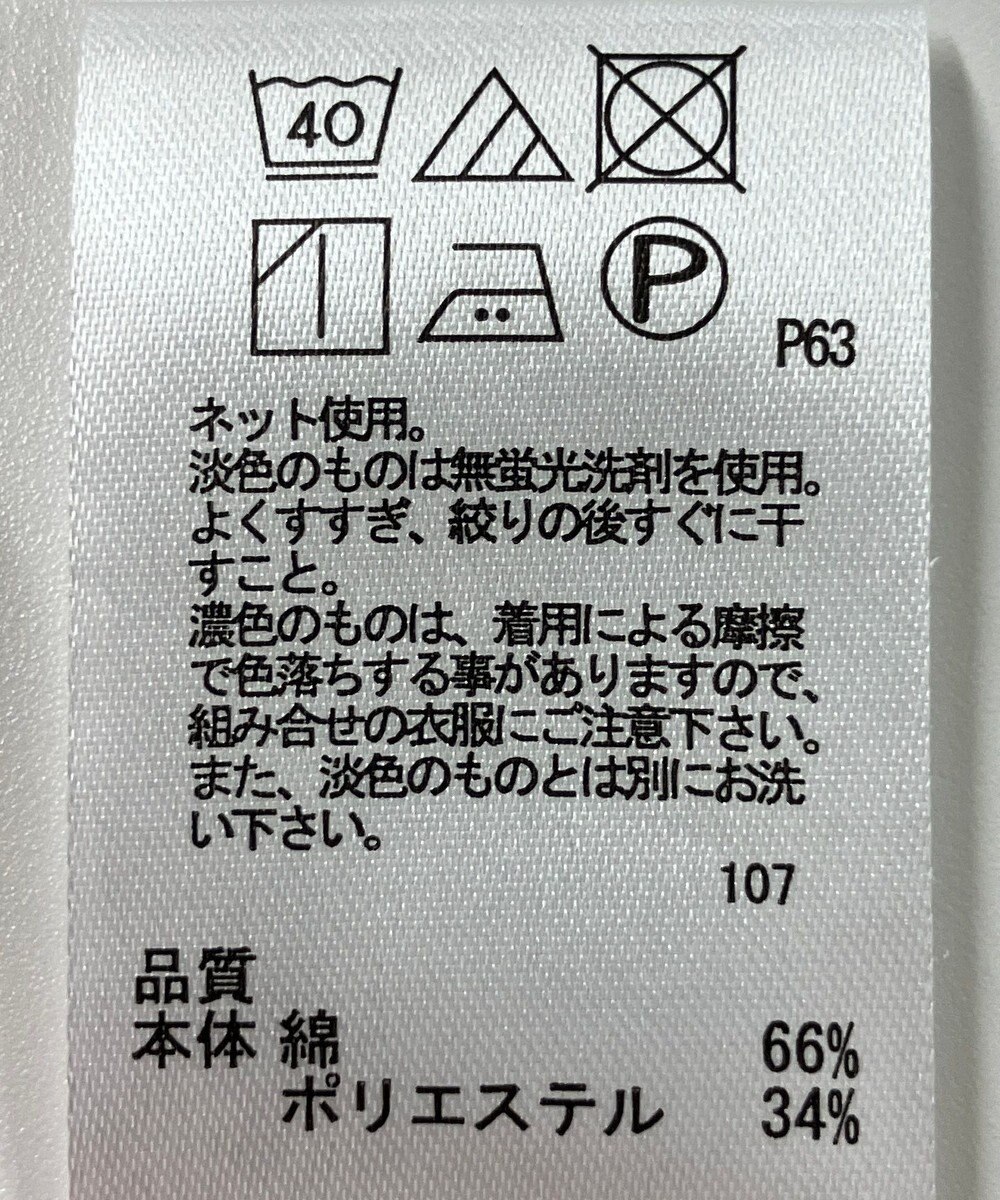 40
P
P63
ネット使用。
淡色のものは無蛍光洗剤を使用。
よくすすぎ、絞りの後すぐに干
すこと。
濃色のものは、着用による摩擦
で色落ちする事がありますので、
組み合せの衣服にご注意下さい。
また、淡色のものとは別にお洗
い下さい。
107
品質
本体 綿 66%
ポリエステル 34%